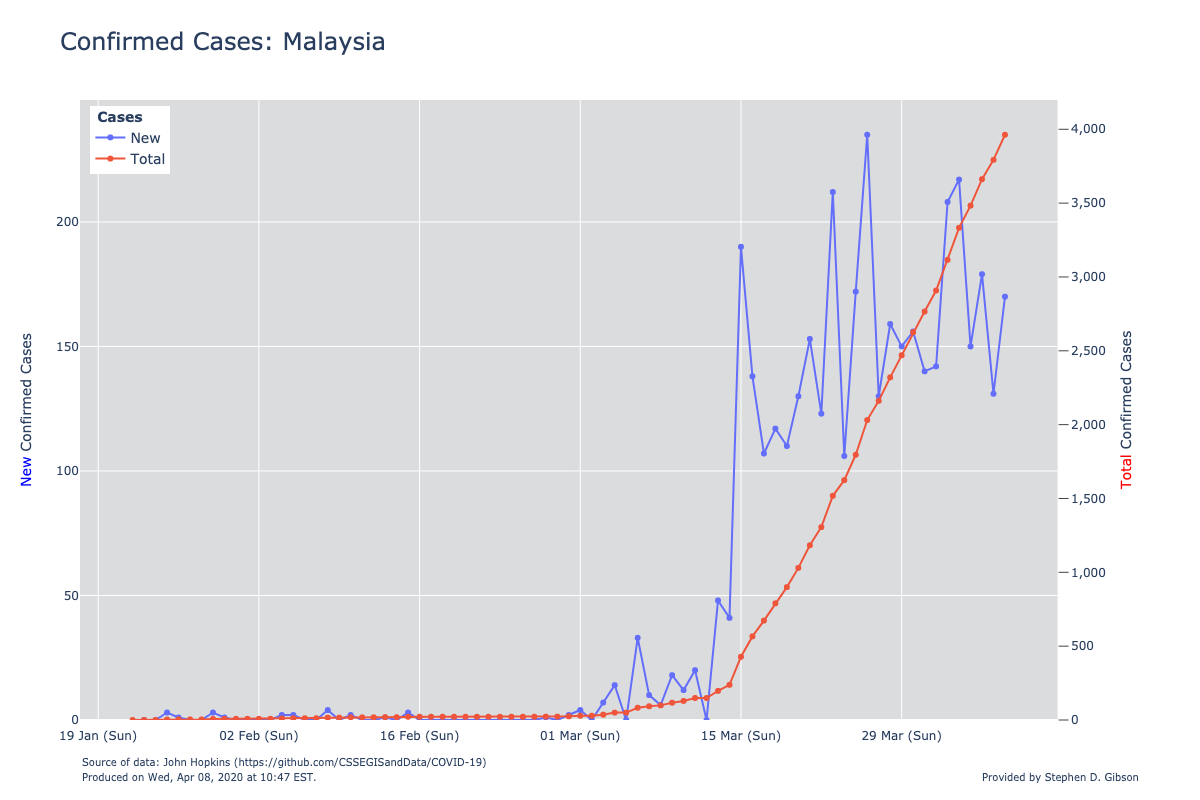 Confirmed Cases: Malaysia
Cases
New
Total
200
150
100
50
0
4,000
3,500
3,000
2,500
2,000
1,500
1,000
500
0
New Confirmed Cases
Total Confirmed Cases
19 Jan (Sun) 02 Feb (Sun) 16 Feb (Sun) 01 Mar (Sun) 15 Mar (Sun) 29 Mar (Sun)
Source of data: John Hopkins (https://github.com/CSSEGISandData/COVID-19)
Produced on Wed, Apr 08, 2020 at 10:47 EST.
Provided by Stephen D. Gibson